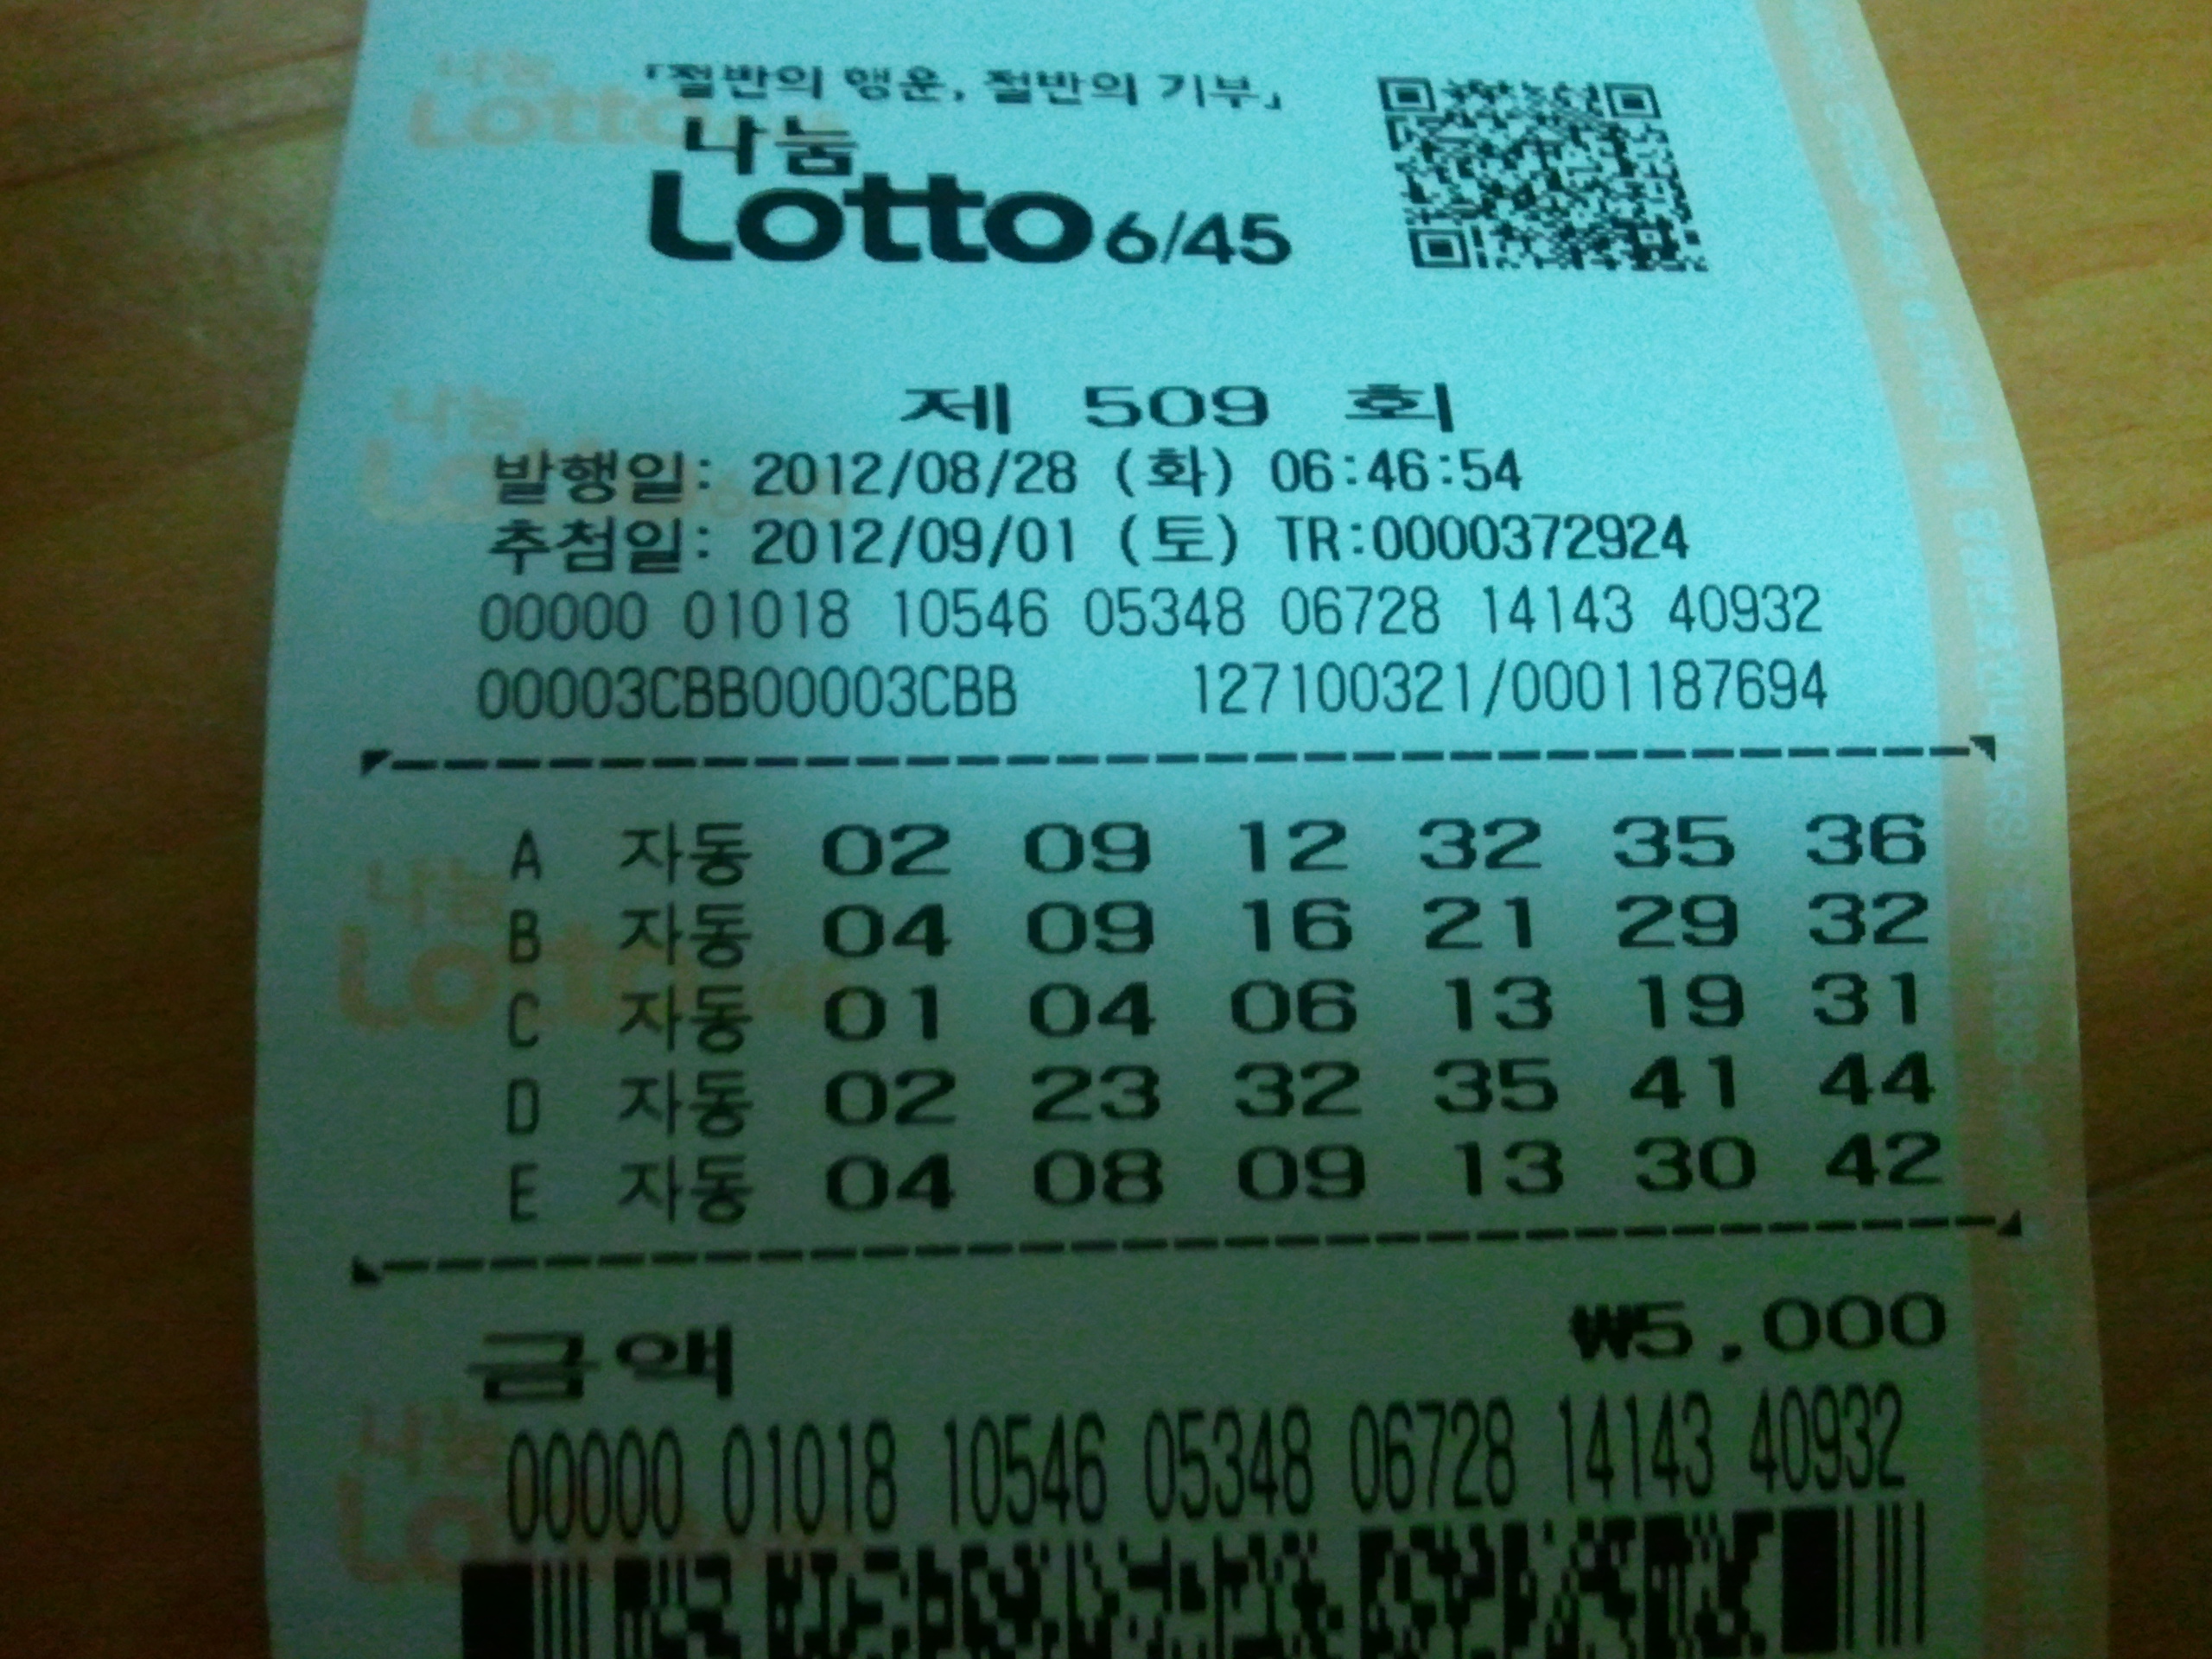 「절반의 행운, 절반의 기부」
나눔
Lotto 6/45
제 509 회
발행일: 2012/08/28 (화) 06:46:54
추첨일: 2012/09/01 (토) TR:0000372924
00000 01018 10546 05348 06728 14143 40932
00003CBB00003CBB 127100321/0001187694
A 자동 02 09 12 32 35 36
B 자동 04 09 16 21 29 32
C 자동 01 04 06 13 19 31
D 자동 02 23 32 35 41 44
E 자동 04 08 09 13 30 42
금액 ₩5,000
00000 01018 10546 05348 06728 14143 40932